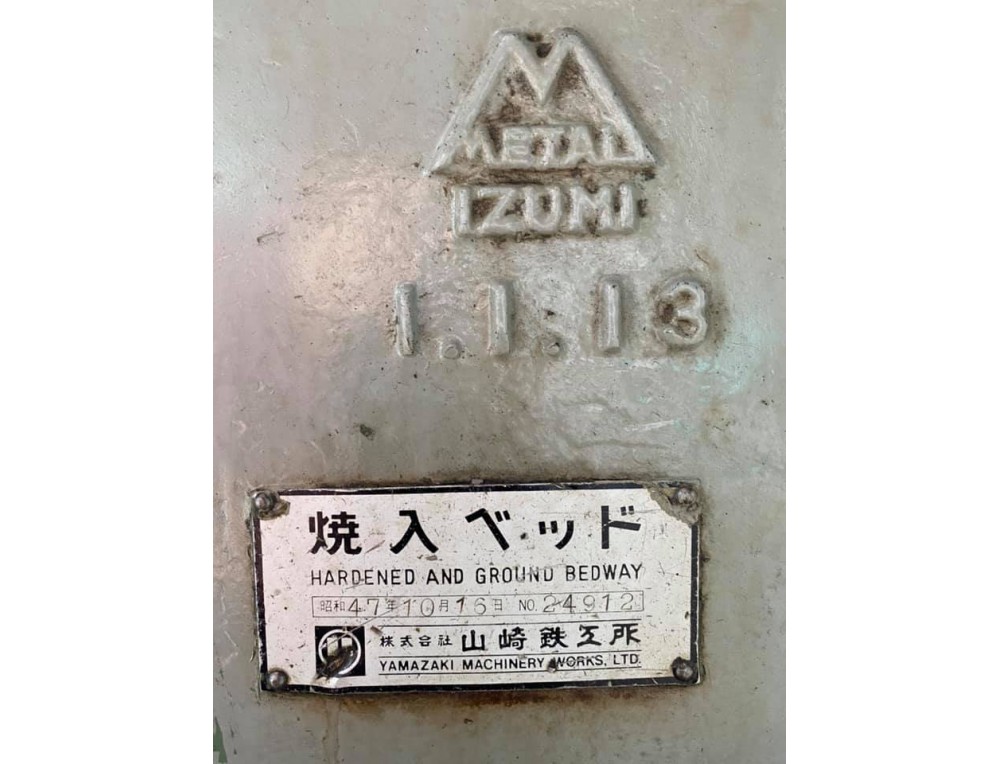 M
METAL
IZUMI
1.1.13
焼入ベッド
HARDENED AND GROUND BEDWAY
昭和47年10月16日 NO. 24912
山 株式会社 山崎鉄工所
YAMAZAKI MACHINERY WORKS, LTD.